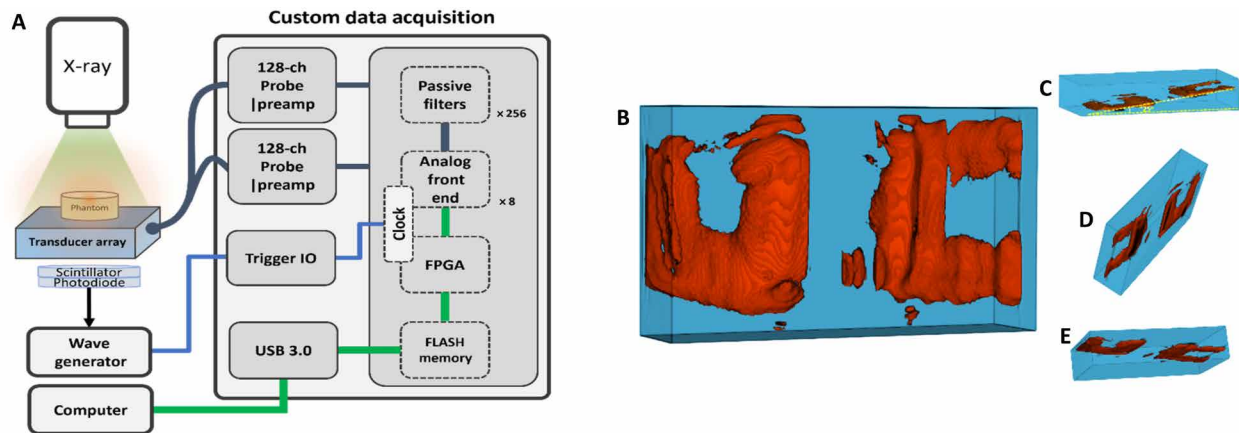 A
Custom data acquisition
X-ray
128-ch
Probe
|preamp
Passive
filters
× 256
128-ch
Probe
|preamp
Analog
front
end
× 8
Phantom
Transducer array
Clock
Scintillator
Photodiode
Trigger IO
FPGA
Wave
generator
USB 3.0
FLASH
memory
Computer
B
C
D
E